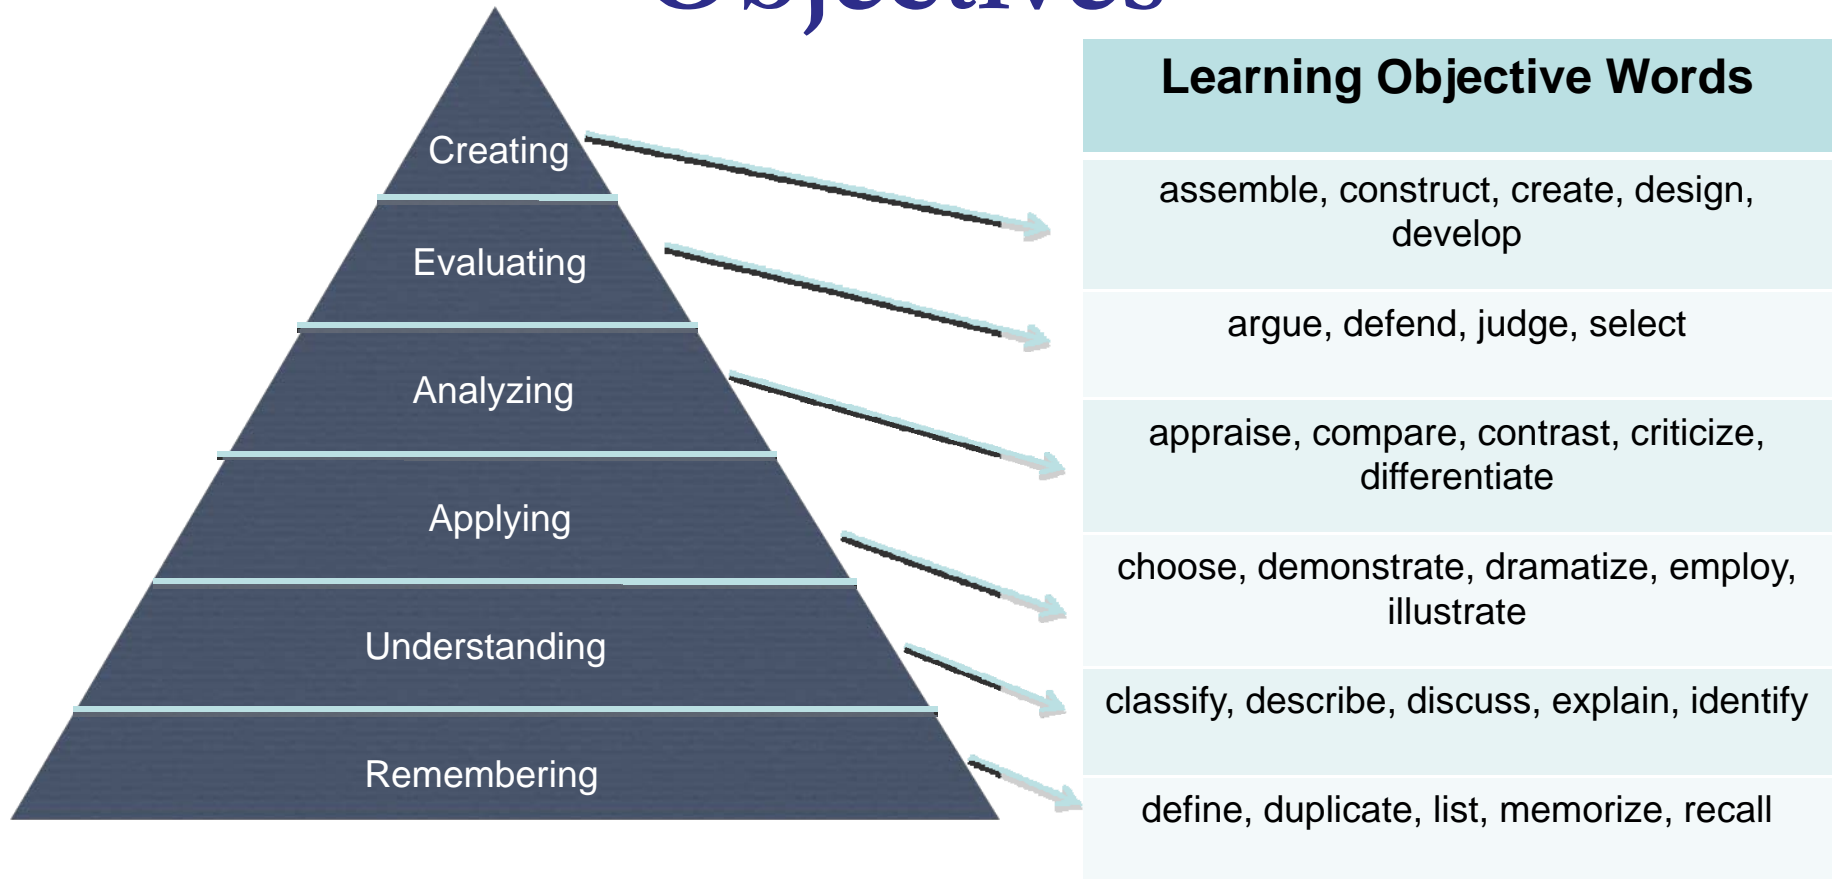 Objectives
Creating
Evaluating
Analyzing
Applying
Understanding
Remembering
Learning Objective Words
assemble, construct, create, design,
develop
argue, defend, judge, select
appraise, compare, contrast, criticize,
differentiate
choose, demonstrate, dramatize, employ,
illustrate
classify, describe, discuss, explain, identify
define, duplicate, list, memorize, recall